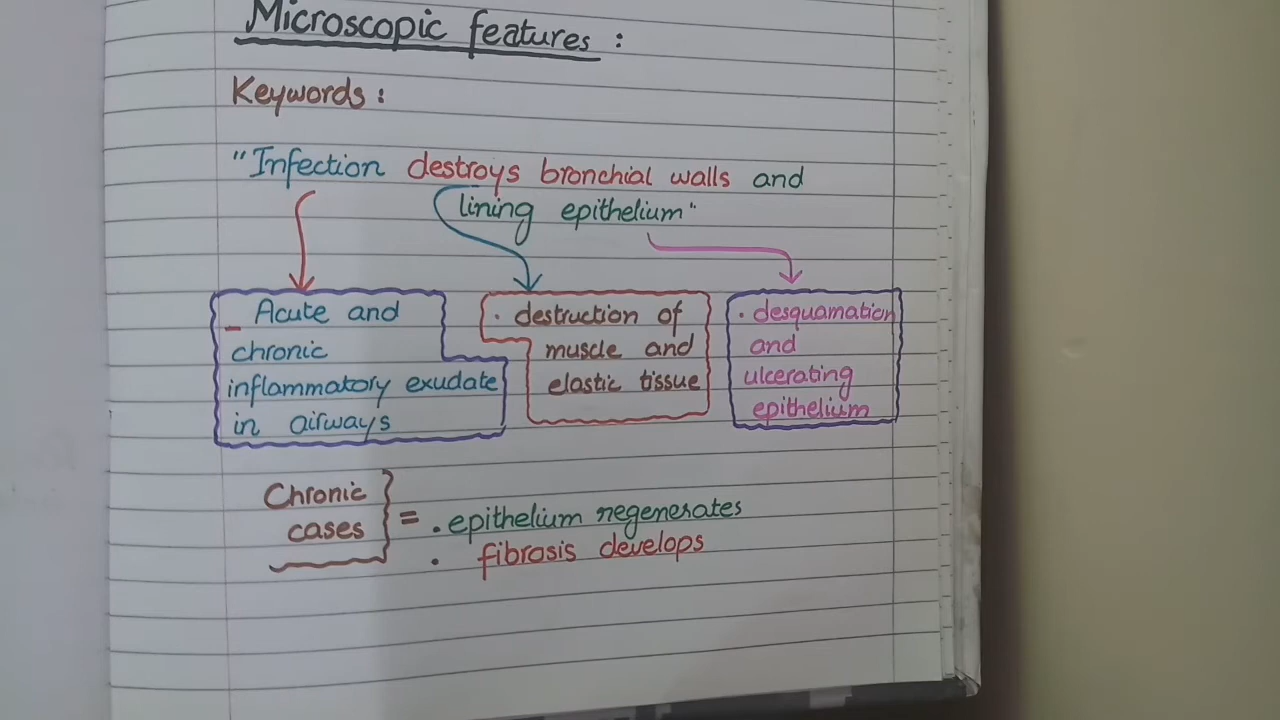 Microscopic features :
Keywords :
"Infection destroys bronchial walls and
lining epithelium"
_ Acute and
chronic
inflammatory exudate
in airways
. destruction of
muscle and
elastic tissue
. desquamation
and
ulcerating
epithelium
Chronic
cases
= . epithelium regenerates
. fibrosis develops